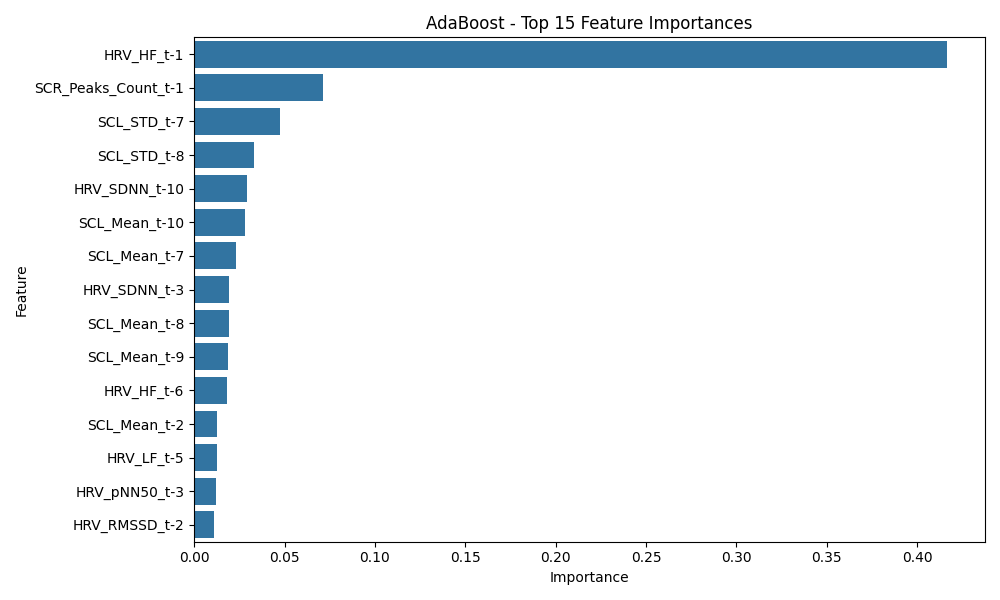 AdaBoost - Top 15 Feature Importances
HRV_HF_t-1
SCR_Peaks_Count_t-1
SCL_STD_t-7
SCL_STD_t-8
HRV_SDNN_t-10
SCL_Mean_t-10
SCL_Mean_t-7
HRV_SDNN_t-3
SCL_Mean_t-8
SCL_Mean_t-9
HRV_HF_t-6
SCL_Mean_t-2
HRV_LF_t-5
HRV_pNN50_t-3
HRV_RMSSD_t-2
Feature
0.00 0.05 0.10 0.15 0.20 0.25 0.30 0.35 0.40
Importance